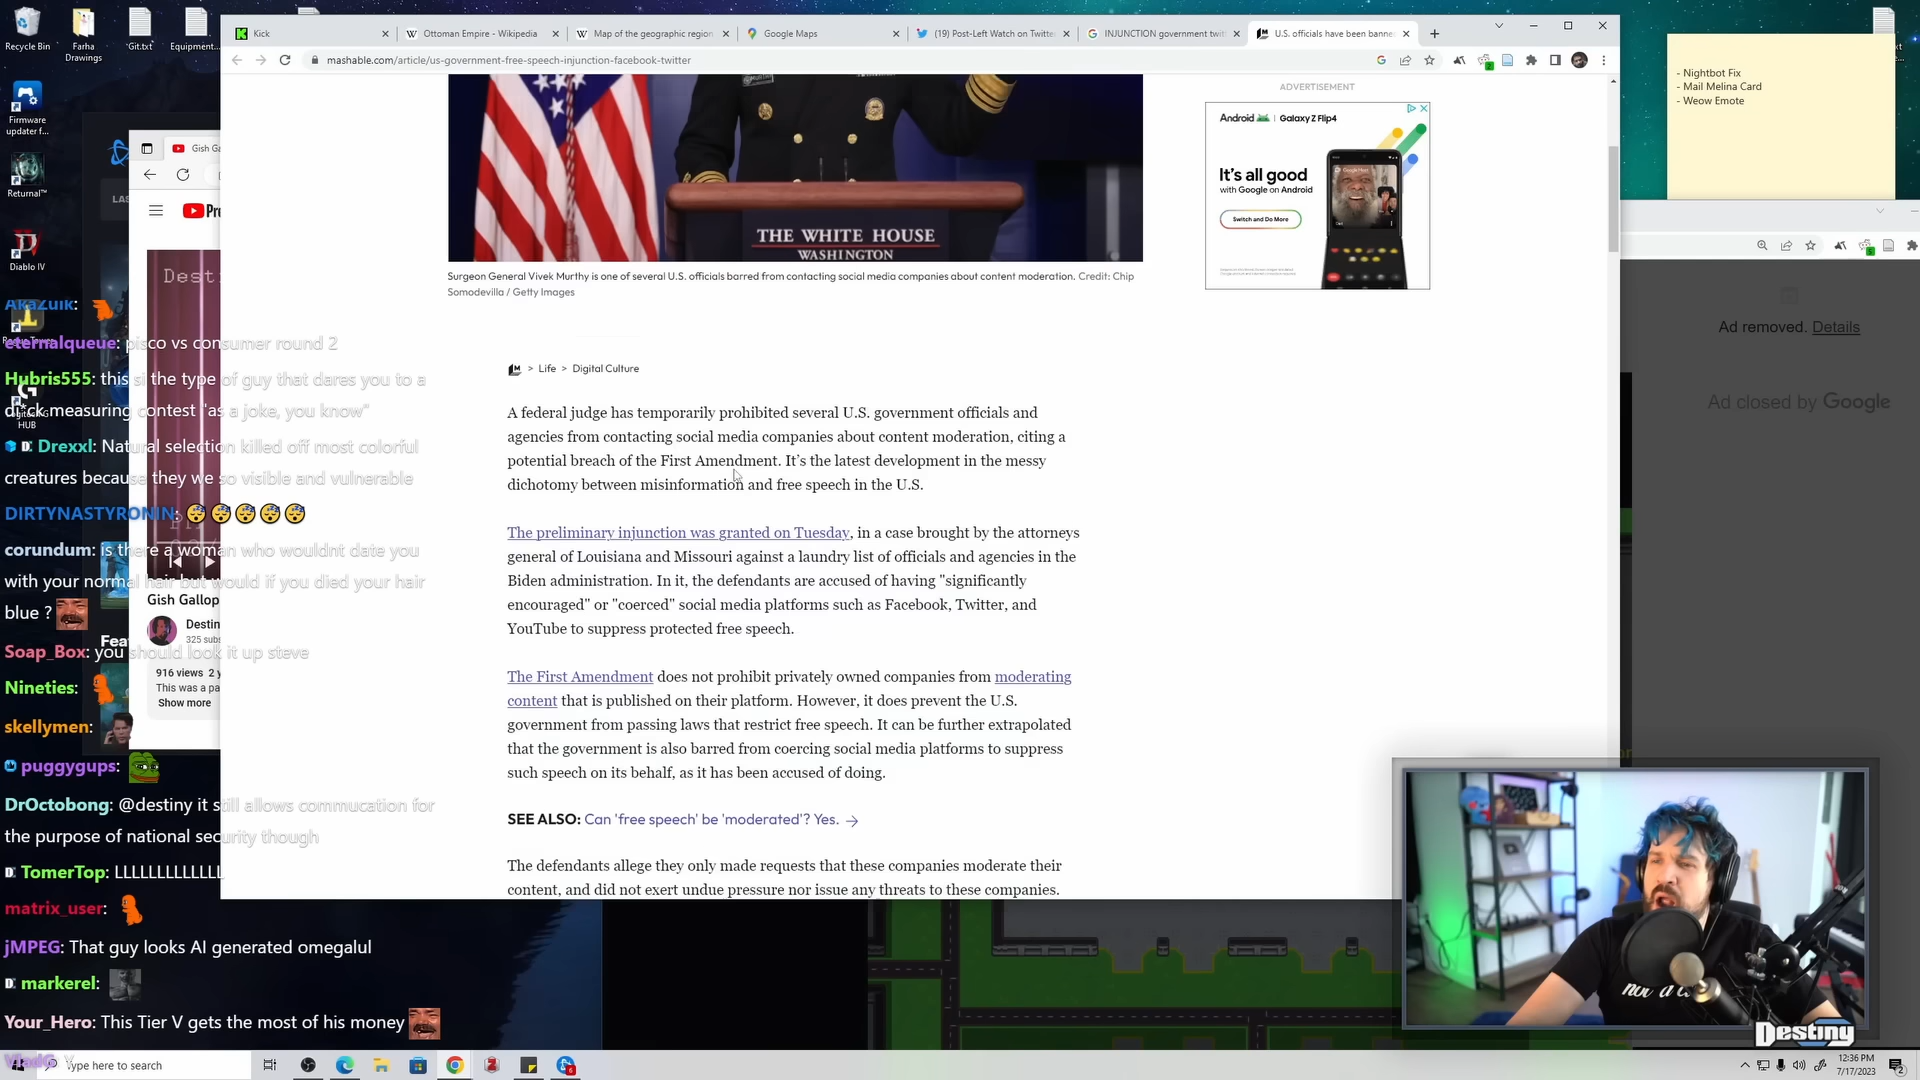 Recycle Bin
Farha Drawings
Git.txt
Equipment...
Firmware updater f...
Returnal™
Diablo IV
HUB
Kick
Ottoman Empire - Wikipedia
Map of the geographic region
Google Maps
(19) Post-Left Watch on Twitte
INJUNCTION government twit
U.S. officials have been banne
mashable.com/article/us-government-free-speech-injunction-facebook-twitter
- Nightbot Fix
- Mail Melina Card
- Weow Emote
THE WHITE HOUSE
WASHINGTON
Surgeon General Vivek Murthy is one of several U.S. officials barred from contacting social media companies about content moderation. Credit: Chip
Somodevilla / Getty Images
ADVERTISEMENT
Android | Galaxy Z Flip4
It's all good
with Google on Android
Switch and Do More
Ad removed. Details
Ad closed by Google
> Life > Digital Culture
A federal judge has temporarily prohibited several U.S. government officials and
agencies from contacting social media companies about content moderation, citing a
potential breach of the First Amendment. It's the latest development in the messy
dichotomy between misinformation and free speech in the U.S.
The preliminary injunction was granted on Tuesday, in a case brought by the attorneys
general of Louisiana and Missouri against a laundry list of officials and agencies in the
Biden administration. In it, the defendants are accused of having "significantly
encouraged" or "coerced" social media platforms such as Facebook, Twitter, and
YouTube to suppress protected free speech.
The First Amendment does not prohibit privately owned companies from moderating
content that is published on their platform. However, it does prevent the U.S.
government from passing laws that restrict free speech. It can be further extrapolated
that the government is also barred from coercing social media platforms to suppress
such speech on its behalf, as it has been accused of doing.
SEE ALSO: Can 'free speech' be 'moderated'? Yes. →
The defendants allege they only made requests that these companies moderate their
content, and did not exert undue pressure nor issue any threats to these companies.
Gish Ga
Pre
LAS
Desti
Gish Gallop
Destin
325 subs
916 views 2 y
This was a pa
Show more
Fea
AkaZuik:
eternalqueue: pisco vs consumer round 2
Hubris555: this si the type of guy that dares you to a
d*ck measuring contest "as a joke, you know"
Drexxl: Natural selection killed off most colorful
creatures because they we so visible and vulnerable
DIRTYNASTYRONIN:
corundum: is there a woman who wouldnt date you
with your normal hair but would if you died your hair
blue ?
Soap_Box: you should look it up steve
Nineties:
skellymen:
puggygups:
DrOctobong: @destiny it still allows commucation for
the purpose of national security though
TomerTop: LLLLLLLLLLLLL
matrix_user:
jMPEG: That guy looks AI generated omegalul
markerel:
Your_Hero: This Tier V gets the most of his money
Type here to search
not a
Destiny
12:36 PM
7/17/2023